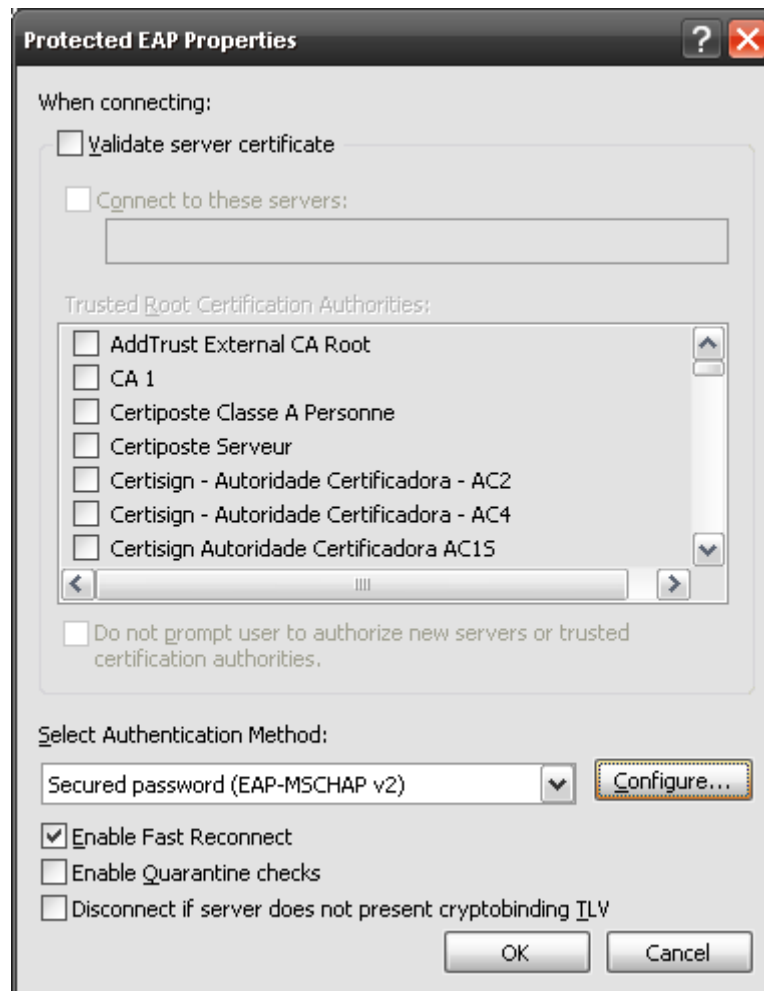 Protected EAP Properties
When connecting:
Validate server certificate
Connect to these servers:
Trusted Root Certification Authorities:
AddTrust External CA Root
CA 1
Certiposte Classe A Personne
Certiposte Serveur
Certisign - Autoridade Certificadora - AC2
Certisign - Autoridade Certificadora - AC4
Certisign Autoridade Certificadora AC1S
Do not prompt user to authorize new servers or trusted
certification authorities.
Select Authentication Method:
Secured password (EAP-MSCHAP v2)
Configure...
Enable Fast Reconnect
Enable Quarantine checks
Disconnect if server does not present cryptobinding TLV
OK
Cancel